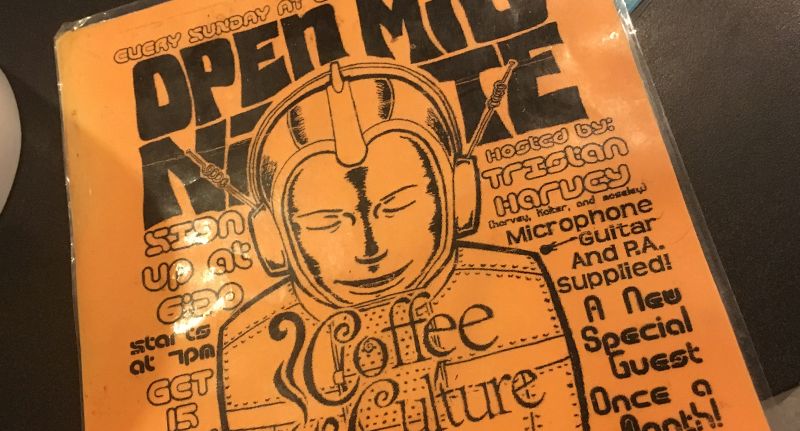 EVERY SUNDAY AT
OPEN MIC
NITE
Hosted by:
Tristan
Harvey
(harvey, Kolter, and moseley)
Microphone
Guitar
And P.A.
supplied!
Sign
up at
6:30
starts
at 7pm
GET
15
Coffee
Culture
A New
Special
Guest
Once a
Month!